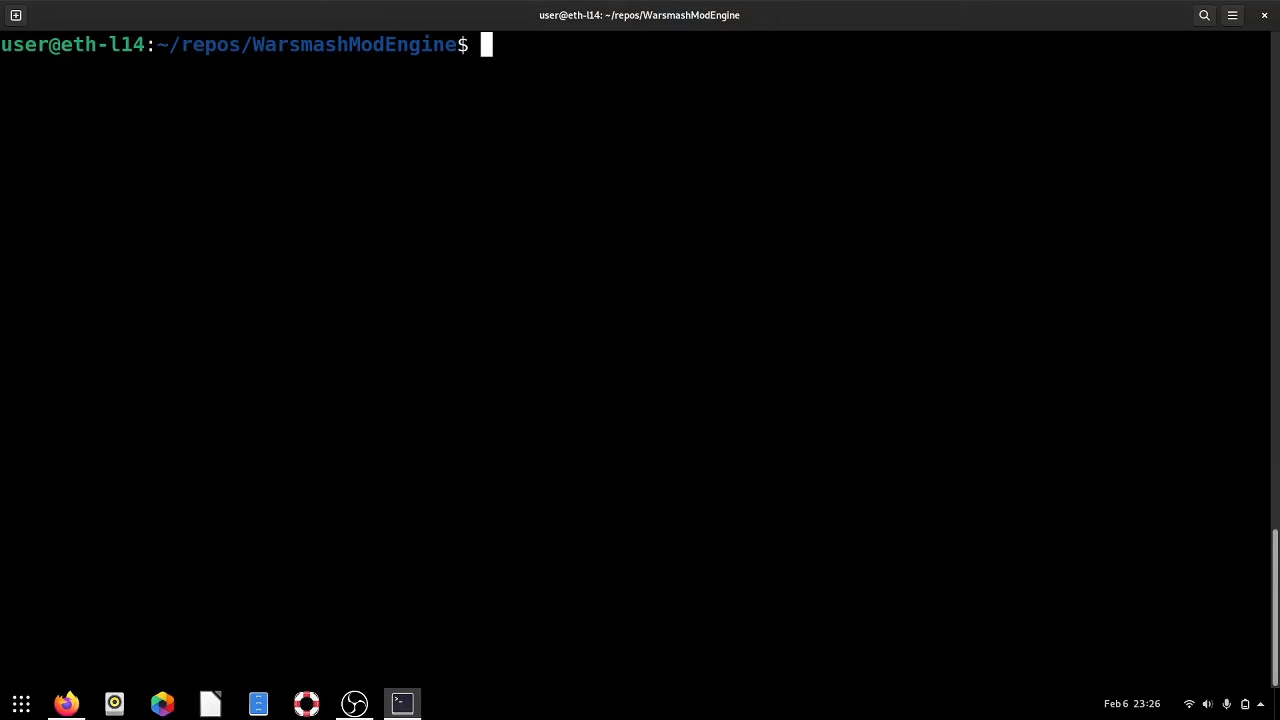 user@eth-l14: ~/repos/WarsmashModEngine
user@eth-l14:~/repos/WarsmashModEngine$
Feb 6 23:26